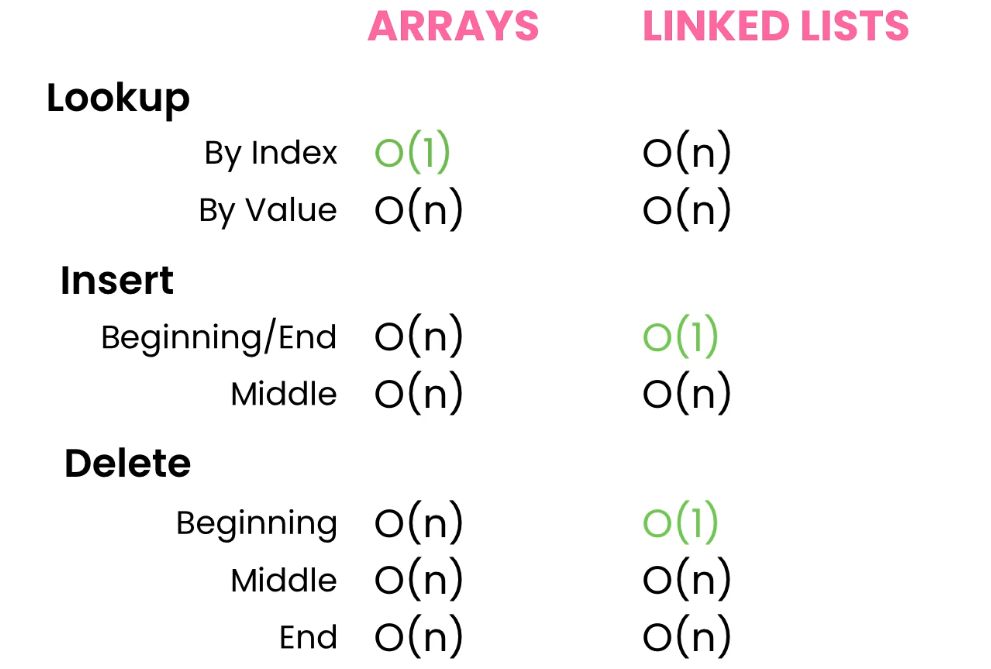 ARRAYS LINKED LISTS
Lookup
By Index O(1) O(n)
By Value O(n) O(n)
Insert
Beginning/End O(n) O(1)
Middle O(n) O(n)
Delete
Beginning O(n) O(1)
Middle O(n) O(n)
End O(n) O(n)